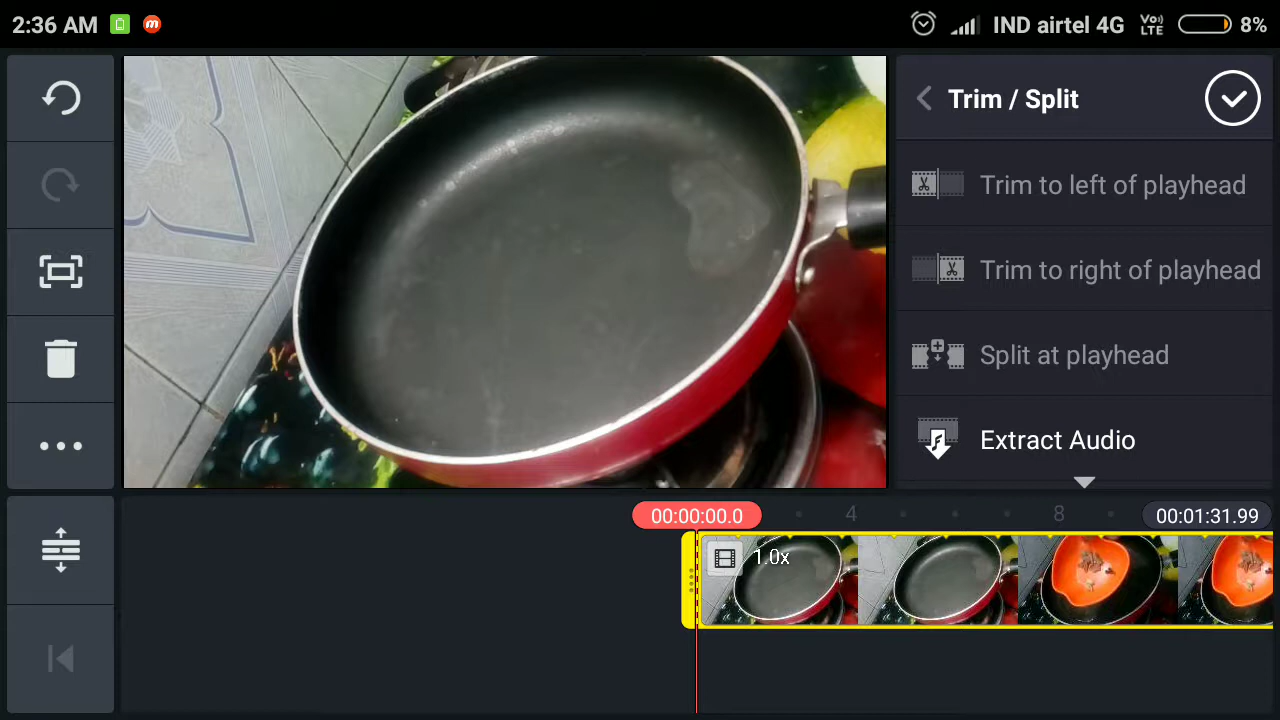 2:36 AM m IND airtel 4G Vo)) LTE 8%
Trim / Split
Trim to left of playhead
Trim to right of playhead
Split at playhead
Extract Audio
00:00:00.0 4 8 00:01:31.99
1.0x